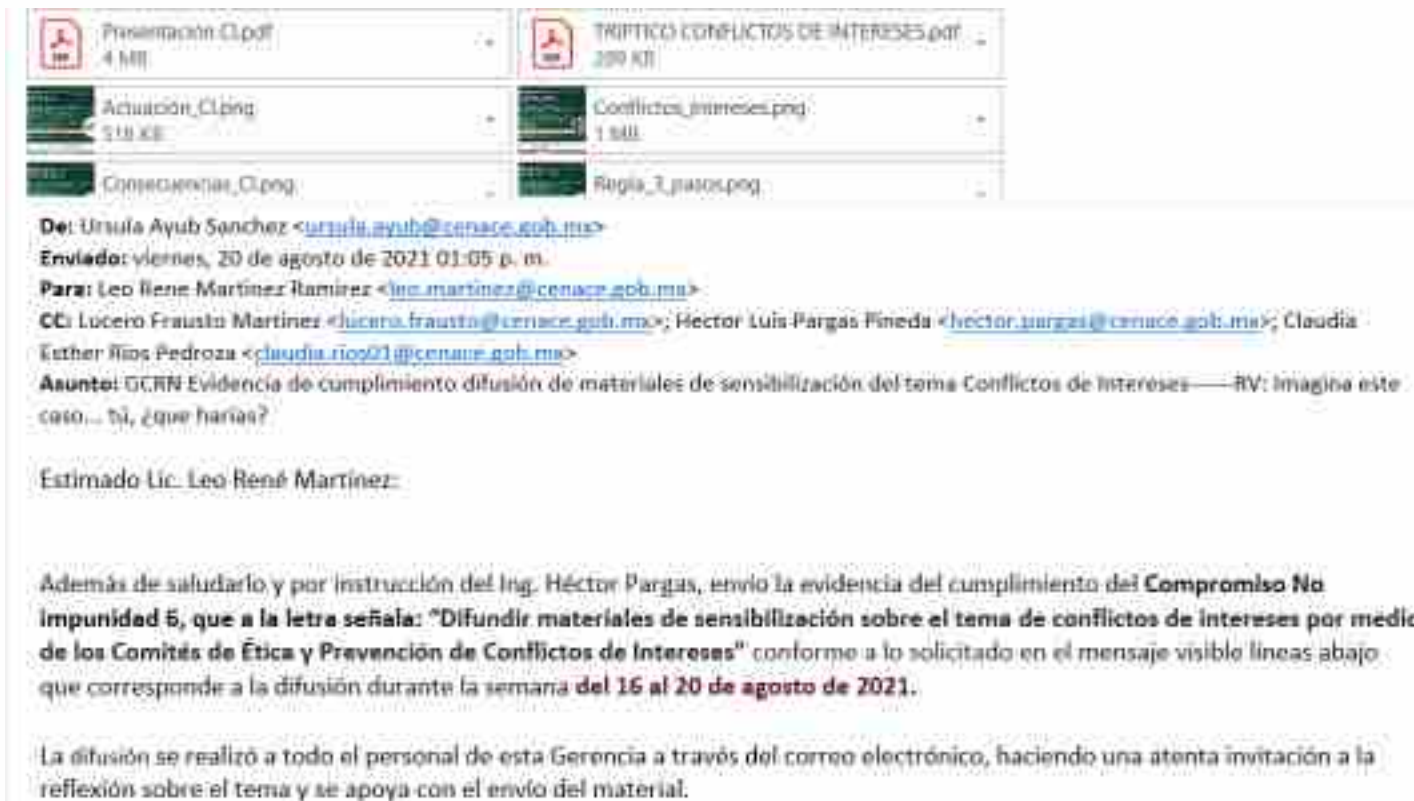 Presentación CI.pdf
4 MB
TRIPTICO CONFLICTOS DE INTERESES.pdf
209 KB
Actuación_CI.png
518 KB
Conflictos_intereses.png
1 MB
Consecuencias_CI.png
Regla_3_pasos.png
De: Ursula Ayub Sanchez <ursula.ayub@cenace.gob.mx>
Enviado: viernes, 20 de agosto de 2021 01:05 p. m.
Para: Leo Rene Martinez Ramirez <leo.martinez@cenace.gob.mx>
CC: Lucero Frausto Martinez <lucero.frausto@cenace.gob.mx>; Hector Luis Pargas Pineda <hector.pargas@cenace.gob.mx>; Claudia
Esther Rios Pedroza <claudia.rios01@cenace.gob.mx>
Asunto: GCRN Evidencia de cumplimiento difusión de materiales de sensibilización del tema Conflictos de Intereses-----RV: Imagina este
caso... tú, ¿que harías?
Estimado Lic. Leo René Martínez:
Además de saludarlo y por instrucción del Ing. Héctor Pargas, envío la evidencia del cumplimiento del Compromiso No
impunidad 6, que a la letra señala: "Difundir materiales de sensibilización sobre el tema de conflictos de intereses por medio
de los Comités de Ética y Prevención de Conflictos de Intereses" conforme a lo solicitado en el mensaje visible líneas abajo
que corresponde a la difusión durante la semana del 16 al 20 de agosto de 2021.
La difusión se realizó a todo el personal de esta Gerencia a través del correo electrónico, haciendo una atenta invitación a la
reflexión sobre el tema y se apoya con el envío del material.